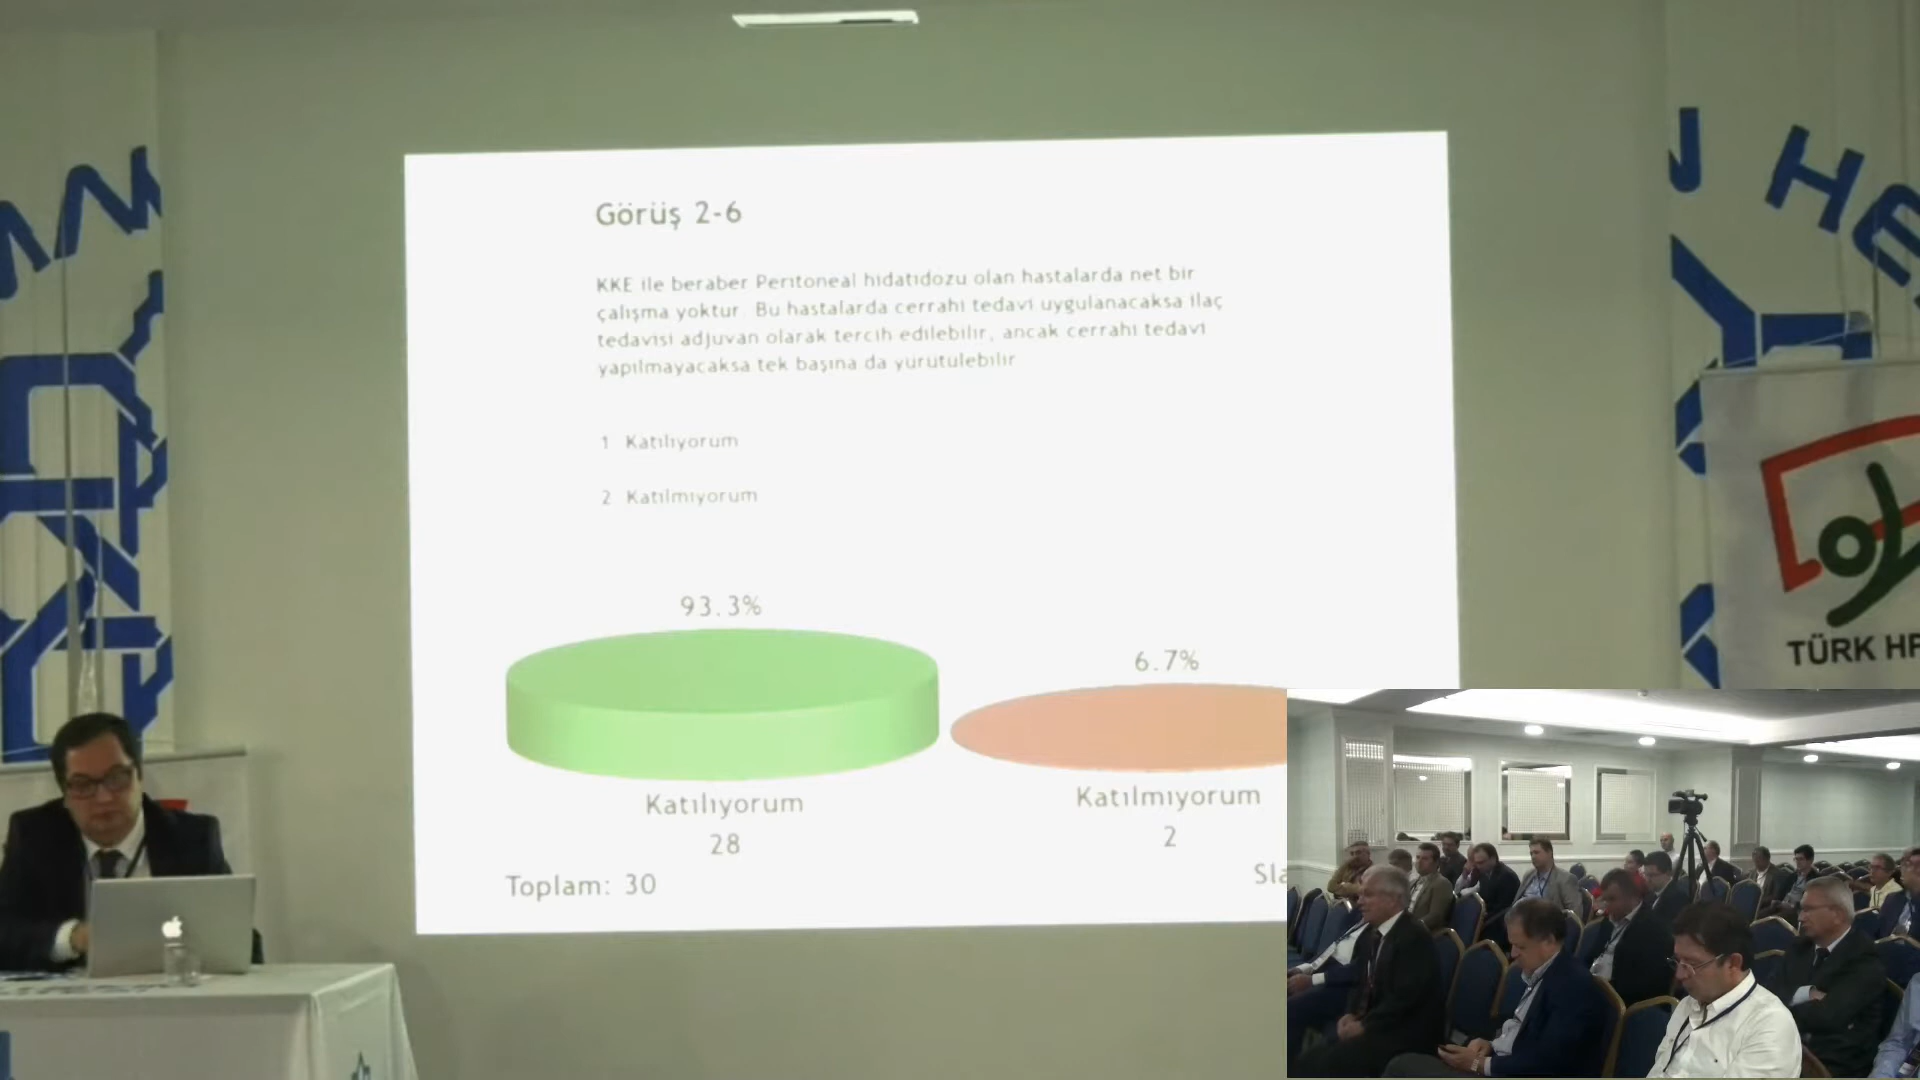 Görüş 2-6
KKE ile beraber Peritoneal hidatidozu olan hastalarda net bir
çalışma yoktur. Bu hastalarda cerrahi tedavi uygulanacaksa ilaç
tedavisi adjuvan olarak tercih edilebilir, ancak cerrahi tedavi
yapılmayacaksa tek başına da yürütülebilir
1 Katılıyorum
2 Katılmıyorum
93.3%
6.7%
Katılıyorum
Katılmıyorum
28
2
Toplam: 30
TÜRK